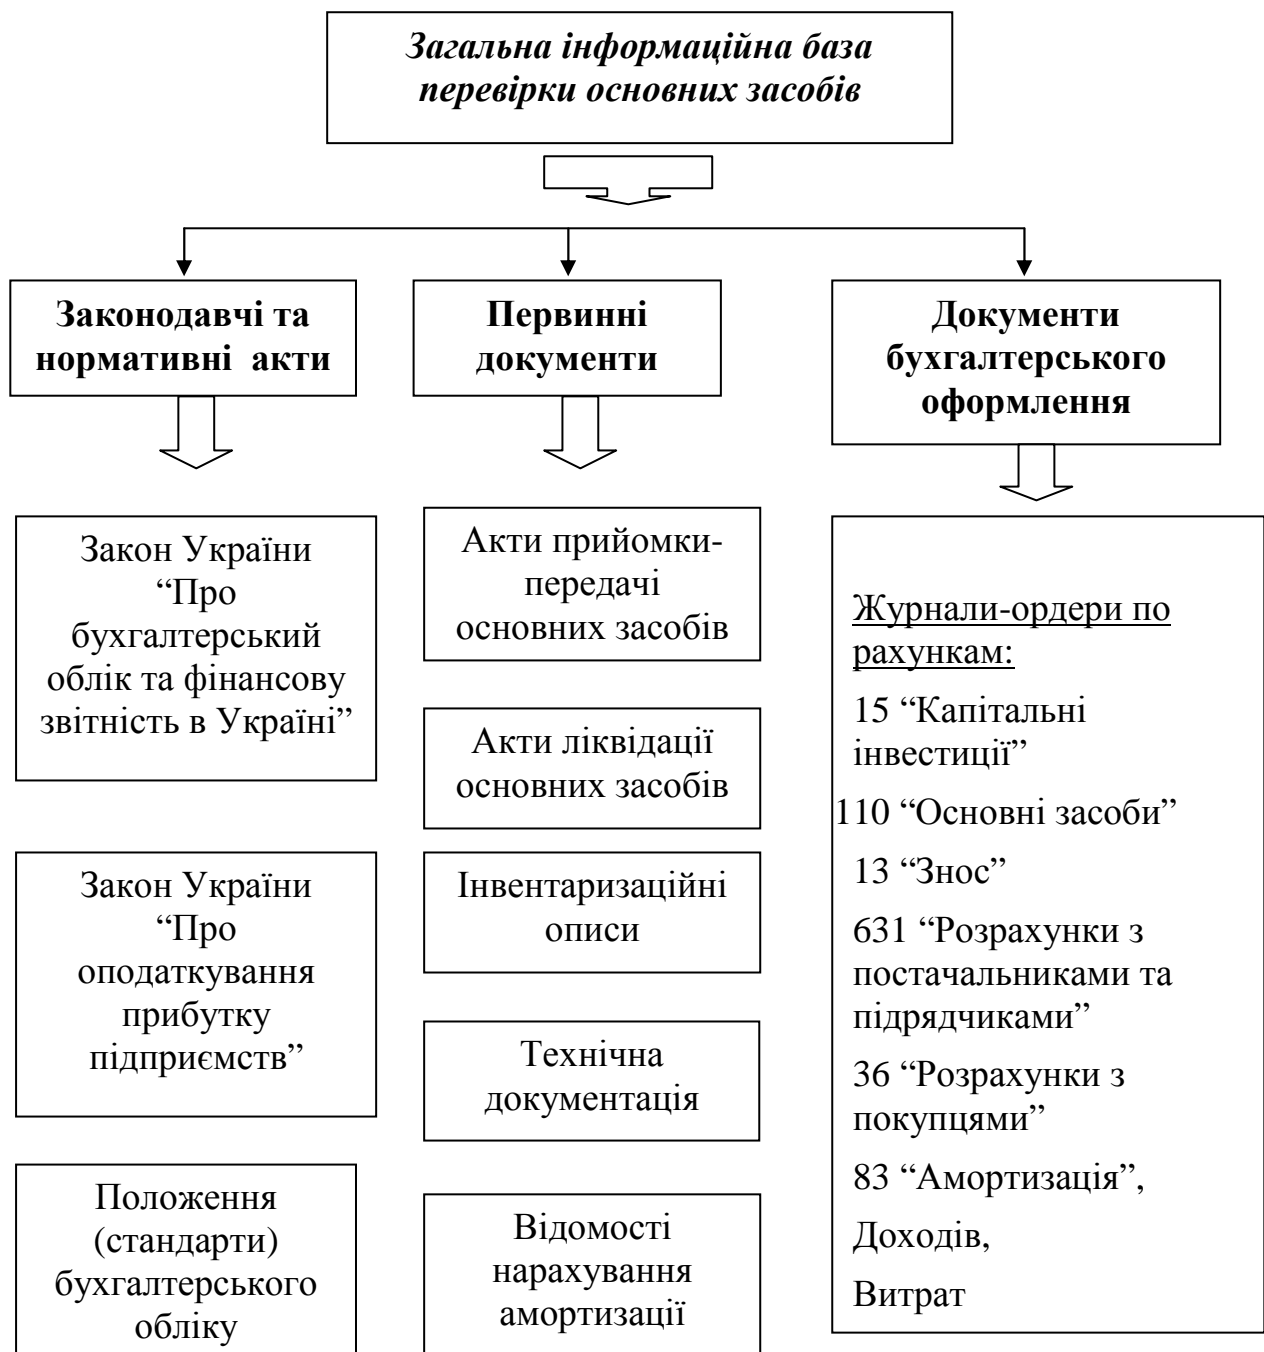 Загальна інформаційна база
перевірки основних засобів
Законодавчі та
нормативні акти
Первинні
документи
Документи
бухгалтерського
оформлення
Закон України
“Про
бухгалтерський
облік та фінансову
звітність в Україні”
Закон України
“Про
оподаткування
прибутку
підприємств”
Положення
(стандарти)
бухгалтерського
обліку
Акти прийомки-
передачі
основних засобів
Акти ліквідації
основних засобів
Інвентаризаційні
описи
Технічна
документація
Відомості
нарахування
амортизації
Журнали-ордери по
рахункам:
15 “Капітальні
інвестиції”
110 “Основні засоби”
13 “Знос”
631 “Розрахунки з
постачальниками та
підрядчиками”
36 “Розрахунки з
покупцями”
83 “Амортизація”,
Доходів,
Витрат